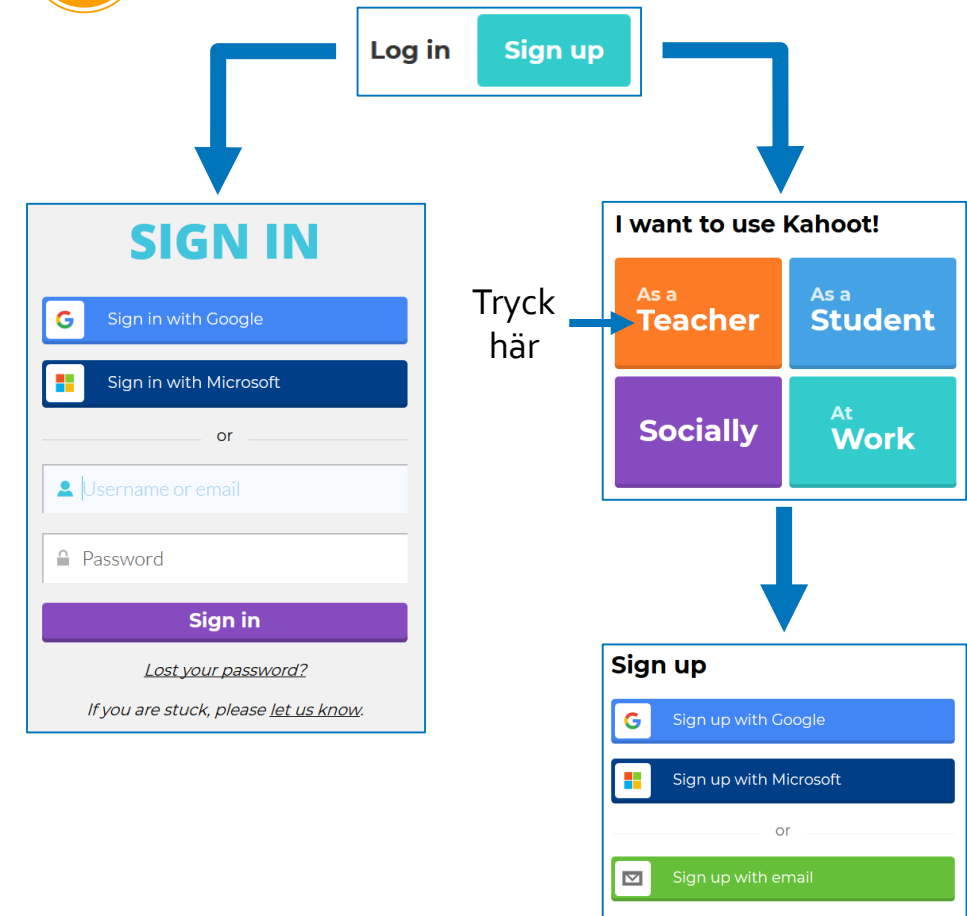 Log in
Sign up
SIGN IN
Sign in with Google
Sign in with Microsoft
or
Username or email
Password
Sign in
Lost your password?
If you are stuck, please let us know.
Tryck
här
I want to use Kahoot!
As a
Teacher
As a
Student
Socially
At
Work
Sign up
Sign up with Google
Sign up with Microsoft
or
Sign up with email